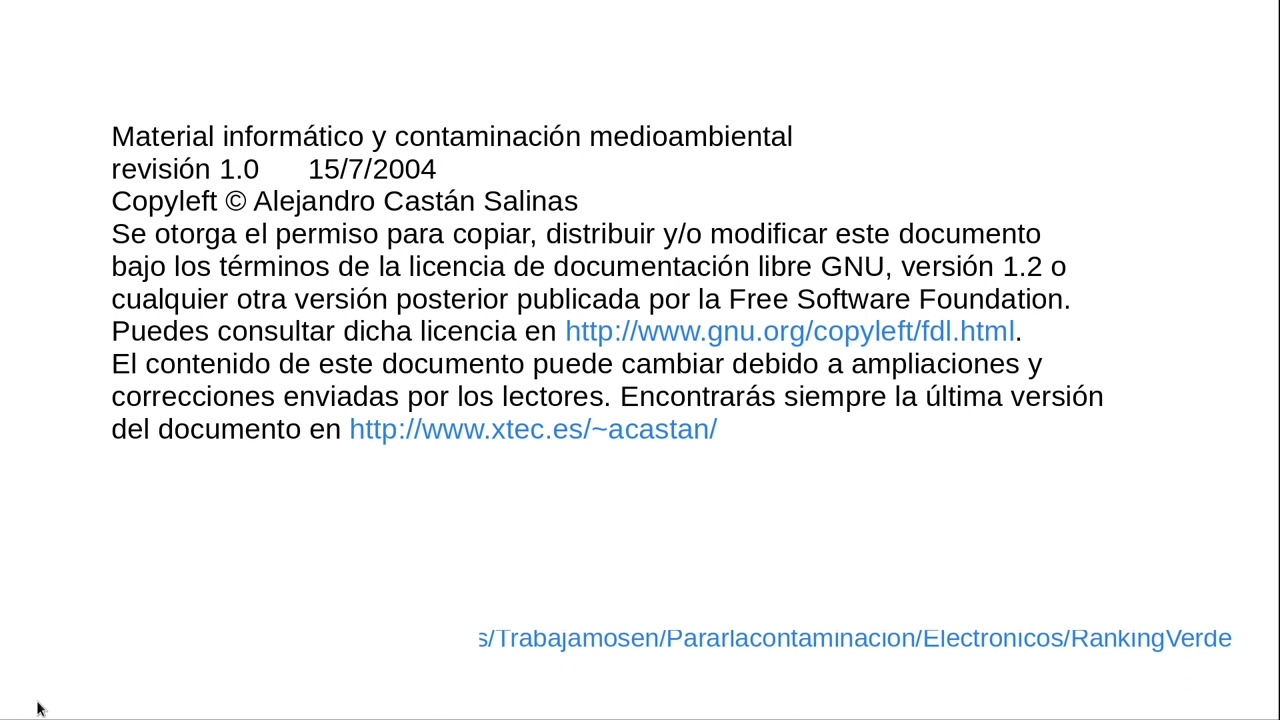 Material informático y contaminación medioambiental
revisión 1.0 15/7/2004
Copyleft © Alejandro Castán Salinas
Se otorga el permiso para copiar, distribuir y/o modificar este documento
bajo los términos de la licencia de documentación libre GNU, versión 1.2 o
cualquier otra versión posterior publicada por la Free Software Foundation.
Puedes consultar dicha licencia en http://www.gnu.org/copyleft/fdl.html.
El contenido de este documento puede cambiar debido a ampliaciones y
correcciones enviadas por los lectores. Encontrarás siempre la última versión
del documento en http://www.xtec.es/~acastan/
s/Trabajamosen/Pararlacontaminacion/Electronicos/RankingVerde